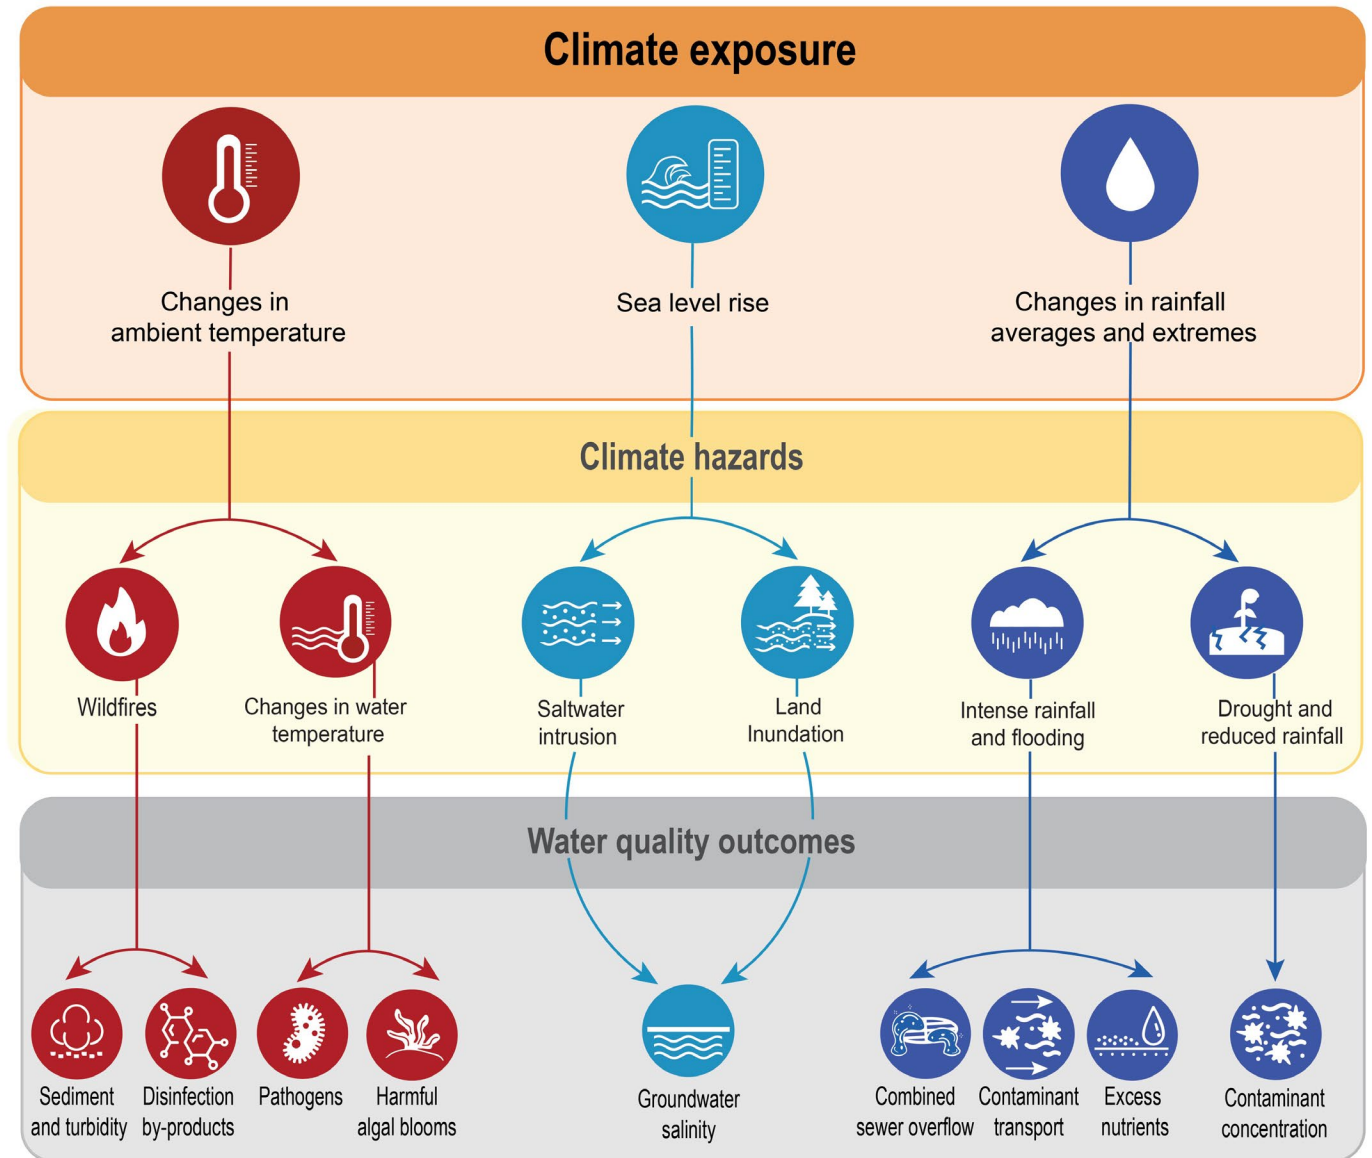 Climate exposure
Changes in
ambient temperature
Sea level rise
Changes in rainfall
averages and extremes
Climate hazards
Wildfires
Changes in water
temperature
Saltwater
intrusion
Land
Inundation
Intense rainfall
and flooding
Drought and
reduced rainfall
Water quality outcomes
Sediment
and turbidity
Disinfection
by-products
Pathogens
Harmful
algal blooms
Groundwater
salinity
Combined
sewer overflow
Contaminant
transport
Excess
nutrients
Contaminant
concentration